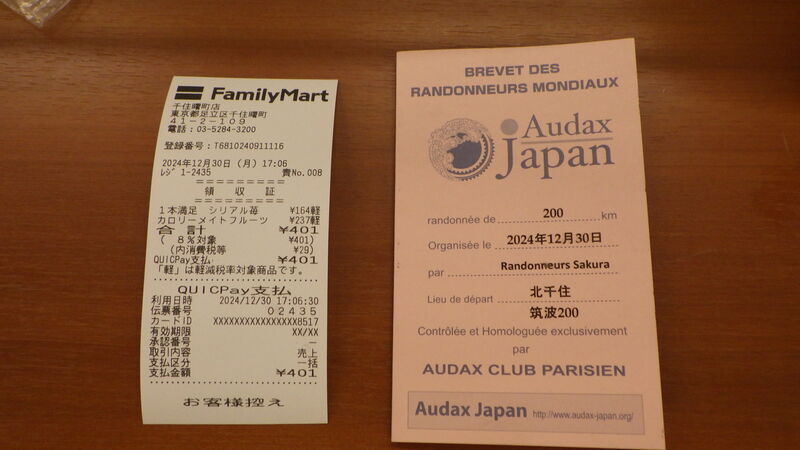 FamilyMart
千住曙町店
東京都足立区千住曙町
41-2-109
電話：03-5284-3200
登録番号：T6810240911116
2024年12月30日（月）17:06
ﾚｼﾞ 1-2435 責No.008
=========
領 収 証
=========
1本満足 シリアル苺 ¥164軽
カロリーメイトフルーツ ¥237軽
合 計 ¥401
（ 8％対象 ¥401）
（内消費税等 ¥29）
QUICPay支払 ¥401
「軽」は軽減税率対象商品です。
QUICPay支払
利用日時 2024/12/30 17:06:30
伝票番号 02435
カードID XXXXXXXXXXXXXXXX8517
有効期限 XX/XX
承認番号 －
取引内容 売上
支払区分 一括
支払金額 ¥401
お客様控え
BREVET DES
RANDONNEURS MONDIAUX
Audax
Japan
randonnée de 200 km
Organisée le 2024年12月30日
par Randonneurs Sakura
Lieu de départ 北千住
筑波200
Contrôlée et Homologuée exclusivement
par
AUDAX CLUB PARISIEN
Audax Japan http://www.audax-japan.org/